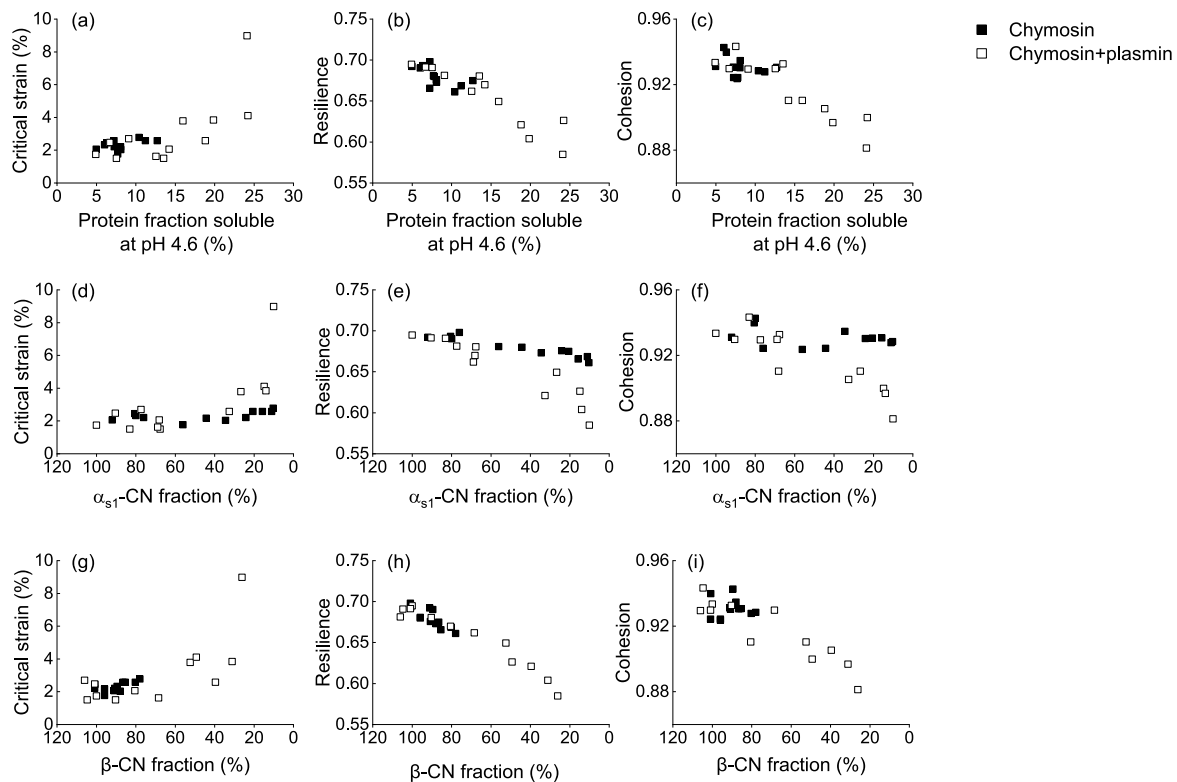 (a)
10
8
6
4
2
0
Critical strain (%)
0 5 10 15 20 25 30
Protein fraction soluble
at pH 4.6 (%)
(b)
0.75
0.70
0.65
0.60
0.55
Resilience
0 5 10 15 20 25 30
Protein fraction soluble
at pH 4.6 (%)
(c)
0.96
0.92
0.88
Cohesion
0 5 10 15 20 25 30
Protein fraction soluble
at pH 4.6 (%)
Chymosin
Chymosin+plasmin
(d)
10
8
6
4
2
0
Critical strain (%)
120 100 80 60 40 20 0
αs1-CN fraction (%)
(e)
0.75
0.70
0.65
0.60
0.55
Resilience
120 100 80 60 40 20 0
αs1-CN fraction (%)
(f)
0.96
0.92
0.88
Cohesion
120 100 80 60 40 20 0
αs1-CN fraction (%)
(g)
10
8
6
4
2
0
Critical strain (%)
120 100 80 60 40 20 0
β-CN fraction (%)
(h)
0.75
0.70
0.65
0.60
0.55
Resilience
120 100 80 60 40 20 0
β-CN fraction (%)
(i)
0.96
0.92
0.88
Cohesion
120 100 80 60 40 20 0
β-CN fraction (%)